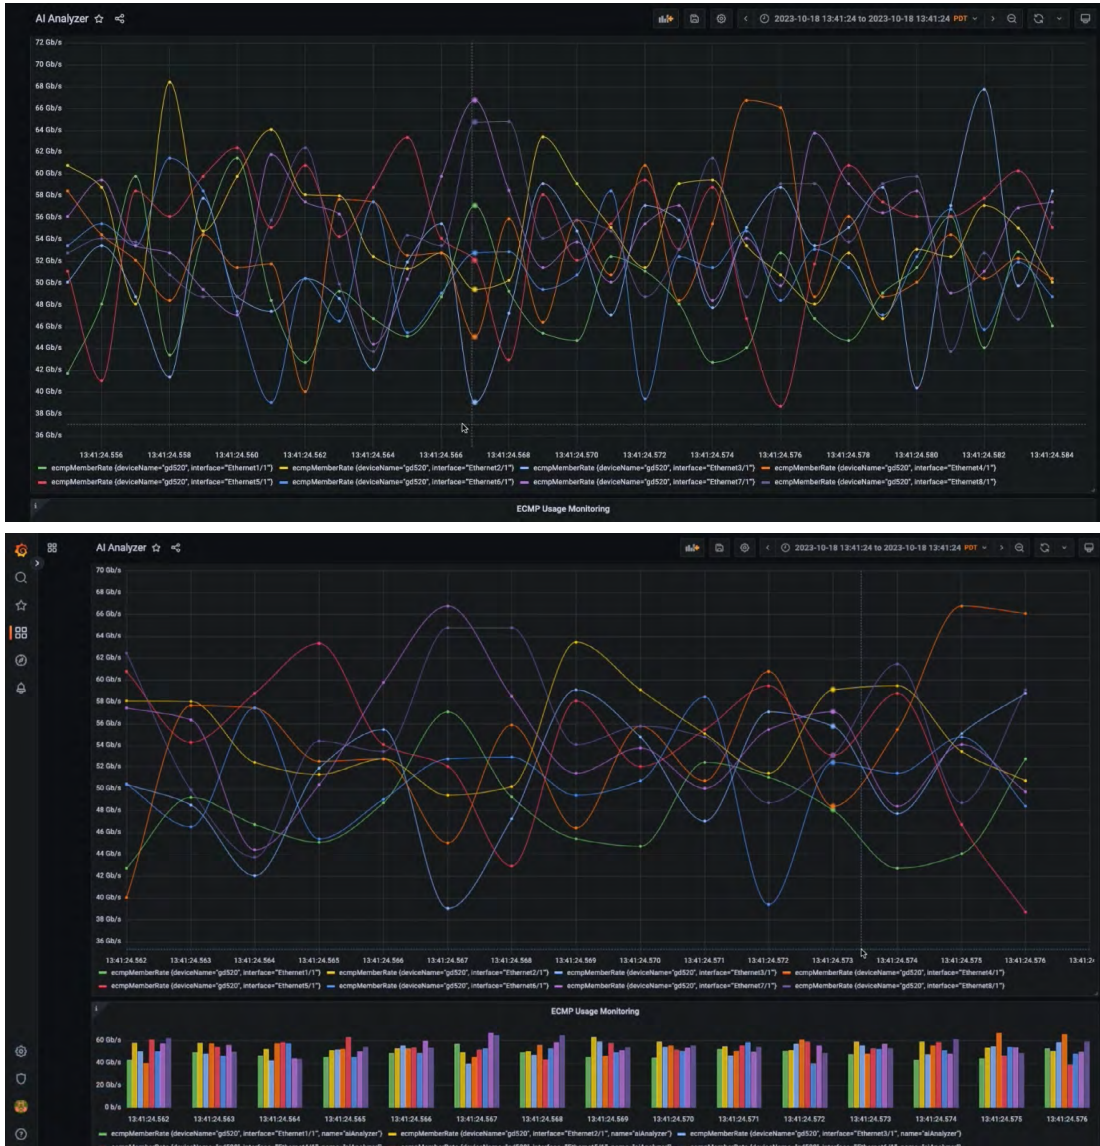 AI Analyzer
2023-10-18 13:41:24 to 2023-10-18 13:41:24 PDT
72 Gb/s
70 Gb/s
68 Gb/s
66 Gb/s
64 Gb/s
62 Gb/s
60 Gb/s
58 Gb/s
56 Gb/s
54 Gb/s
52 Gb/s
50 Gb/s
48 Gb/s
46 Gb/s
44 Gb/s
42 Gb/s
40 Gb/s
38 Gb/s
36 Gb/s
13:41:24.556 13:41:24.558 13:41:24.560 13:41:24.562 13:41:24.564 13:41:24.566 13:41:24.568 13:41:24.570 13:41:24.572 13:41:24.574 13:41:24.576 13:41:24.578 13:41:24.580 13:41:24.582 13:41:24.584
ecmpMemberRate {deviceName="gd520", interface="Ethernet1/1"} ecmpMemberRate {deviceName="gd520", interface="Ethernet2/1"} ecmpMemberRate {deviceName="gd520", interface="Ethernet3/1"} ecmpMemberRate {deviceName="gd520", interface="Ethernet4/1"}
ecmpMemberRate {deviceName="gd520", interface="Ethernet5/1"} ecmpMemberRate {deviceName="gd520", interface="Ethernet6/1"} ecmpMemberRate {deviceName="gd520", interface="Ethernet7/1"} ecmpMemberRate {deviceName="gd520", interface="Ethernet8/1"}
ECMP Usage Monitoring
AI Analyzer
2023-10-18 13:41:24 to 2023-10-18 13:41:24 PDT
70 Gb/s
68 Gb/s
66 Gb/s
64 Gb/s
62 Gb/s
60 Gb/s
58 Gb/s
56 Gb/s
54 Gb/s
52 Gb/s
50 Gb/s
48 Gb/s
46 Gb/s
44 Gb/s
42 Gb/s
40 Gb/s
38 Gb/s
36 Gb/s
13:41:24.562 13:41:24.563 13:41:24.564 13:41:24.565 13:41:24.566 13:41:24.567 13:41:24.568 13:41:24.569 13:41:24.570 13:41:24.571 13:41:24.572 13:41:24.573 13:41:24.574 13:41:24.575 13:41:24.576 13:41:2
ecmpMemberRate {deviceName="gd520", interface="Ethernet1/1"} ecmpMemberRate {deviceName="gd520", interface="Ethernet2/1"} ecmpMemberRate {deviceName="gd520", interface="Ethernet3/1"} ecmpMemberRate {deviceName="gd520", interface="Ethernet4/1"}
ecmpMemberRate {deviceName="gd520", interface="Ethernet5/1"} ecmpMemberRate {deviceName="gd520", interface="Ethernet6/1"} ecmpMemberRate {deviceName="gd520", interface="Ethernet7/1"} ecmpMemberRate {deviceName="gd520", interface="Ethernet8/1"}
ECMP Usage Monitoring
60 Gb/s
40 Gb/s
20 Gb/s
0 b/s
13:41:24.562 13:41:24.563 13:41:24.564 13:41:24.565 13:41:24.566 13:41:24.567 13:41:24.568 13:41:24.569 13:41:24.570 13:41:24.571 13:41:24.572 13:41:24.573 13:41:24.574 13:41:24.575 13:41:24.576
ecmpMemberRate {deviceName="gd520", interface="Ethernet1/1", name="aiAnalyzer"} ecmpMemberRate {deviceName="gd520", interface="Ethernet2/1", name="aiAnalyzer"} ecmpMemberRate {deviceName="gd520", interface="Ethernet3/1", name="aiAnalyzer"}